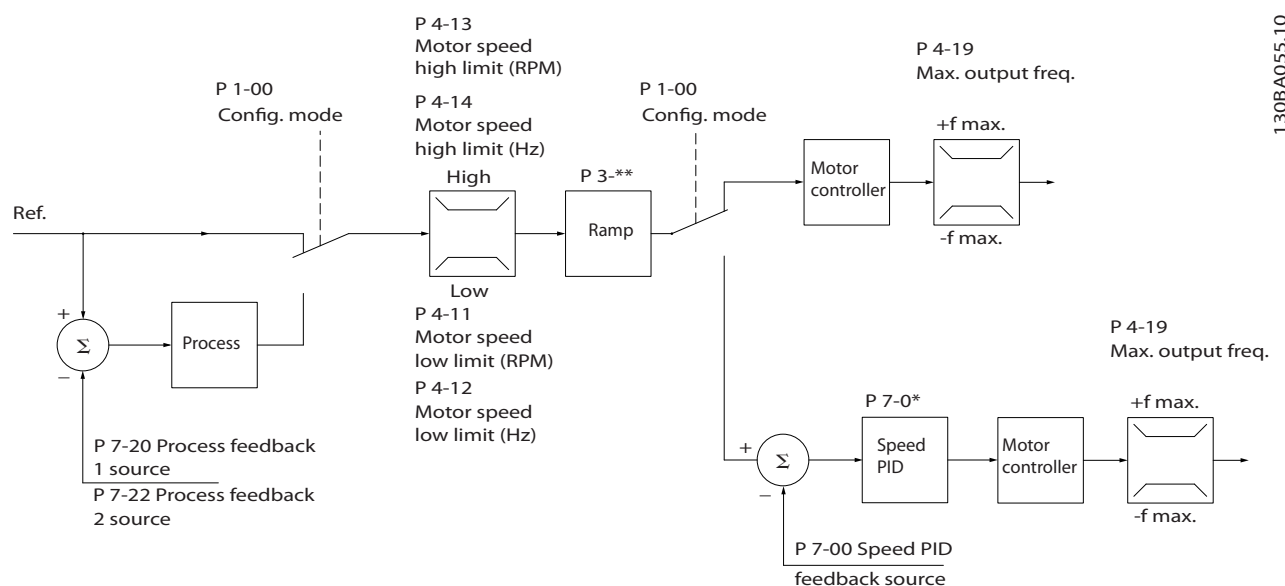 P 4-13
Motor speed
high limit (RPM)
P 4-14
Motor speed
high limit (Hz)
High
P 1-00
Config. mode
P 3-**
Ramp
P 1-00
Config. mode
Motor
controller
P 4-19
Max. output freq.
+f max.
-f max.
130BA055.10
Ref.
+
Σ
−
Process
P 7-20 Process feedback
1 source
P 7-22 Process feedback
2 source
Low
P 4-11
Motor speed
low limit (RPM)
P 4-12
Motor speed
low limit (Hz)
+
Σ
−
P 7-0*
Speed
PID
Motor
controller
P 4-19
Max. output freq.
+f max.
-f max.
P 7-00 Speed PID
feedback source